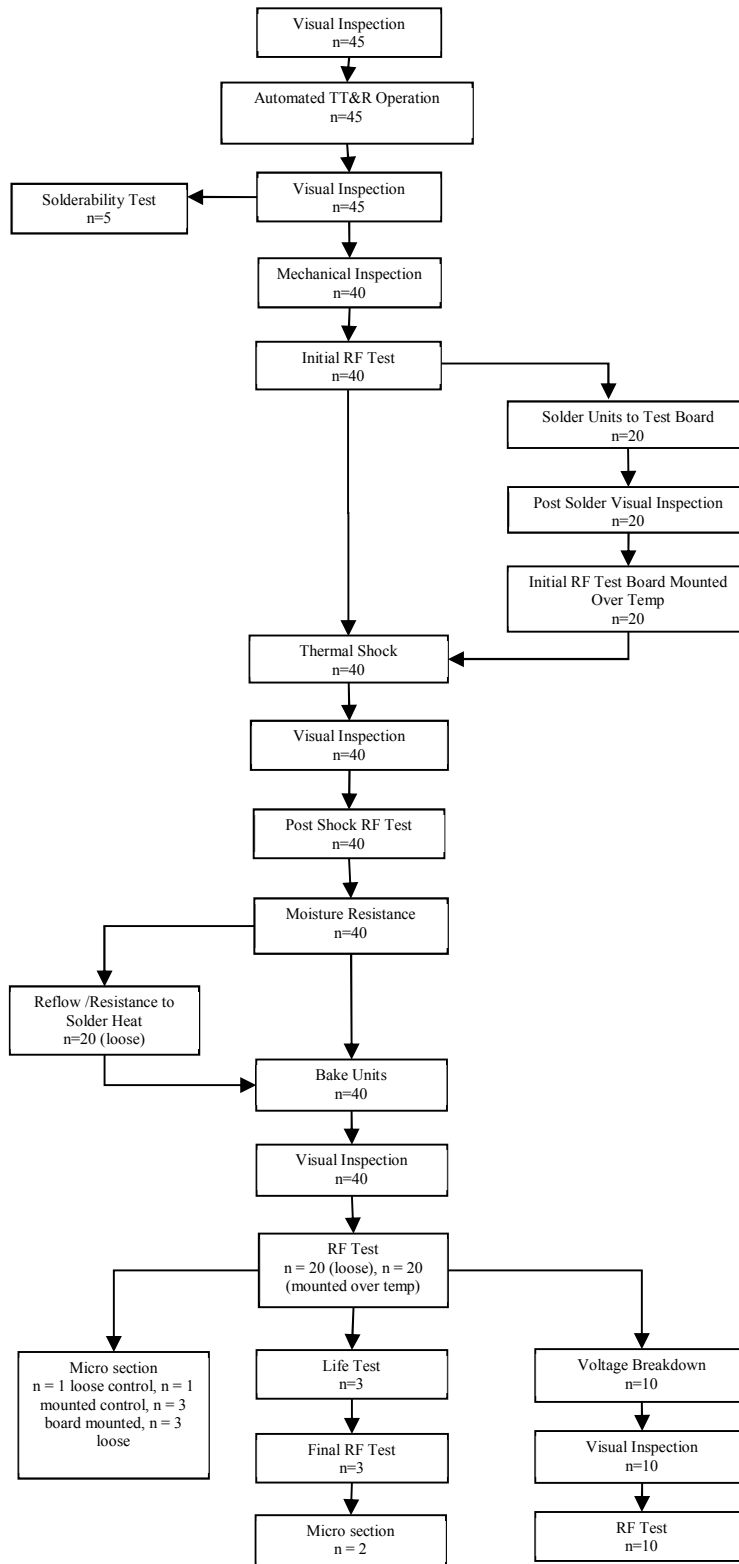 Visual Inspection
n=45
Automated TT&R Operation
n=45
Visual Inspection
n=45
Solderability Test
n=5
Mechanical Inspection
n=40
Initial RF Test
n=40
Solder Units to Test Board
n=20
Post Solder Visual Inspection
n=20
Initial RF Test Board Mounted
Over Temp
n=20
Thermal Shock
n=40
Visual Inspection
n=40
Post Shock RF Test
n=40
Moisture Resistance
n=40
Reflow /Resistance to
Solder Heat
n=20 (loose)
Bake Units
n=40
Visual Inspection
n=40
RF Test
n = 20 (loose), n = 20
(mounted over temp)
Micro section
n = 1 loose control, n = 1
mounted control, n = 3
board mounted, n = 3
loose
Life Test
n=3
Final RF Test
n=3
Micro section
n = 2
Voltage Breakdown
n=10
Visual Inspection
n=10
RF Test
n=10